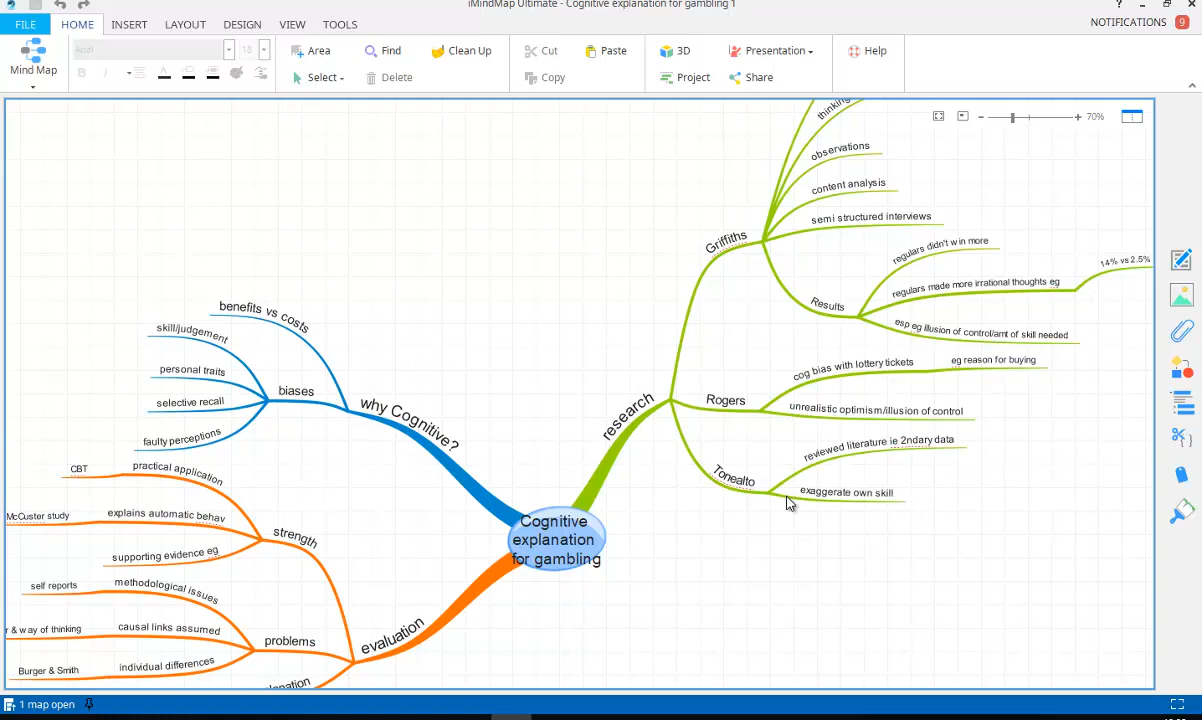 iMindMap Ultimate - Cognitive explanation for gambling 1
FILE HOME INSERT LAYOUT DESIGN VIEW TOOLS NOTIFICATIONS 9
Mind Map
Arial 18
B I
Area
Select
Find
Delete
Clean Up
Cut
Copy
Paste
3D
Project
Presentation
Share
Help
70%
thinking
observations
content analysis
semi structured interviews
Griffiths
regulars didn't win more
regulars made more irrational thoughts eg
14% vs 2.5%
Results
esp eg illusion of control/amt of skill needed
cog bias with lottery tickets
eg reason for buying
Rogers
unrealistic optimism/illusion of control
research
reviewed literature ie 2ndary data
Tonealto
exaggerate own skill
benefits vs costs
skill/judgement
personal traits
biases
selective recall
faulty perceptions
why Cognitive?
Cognitive
explanation
for gambling
CBT
practical application
McCuster study
explains automatic behav
strength
supporting evidence eg
self reports
methodological issues
r & way of thinking
causal links assumed
problems
evaluation
Burger & Smith
individual differences
1 map open